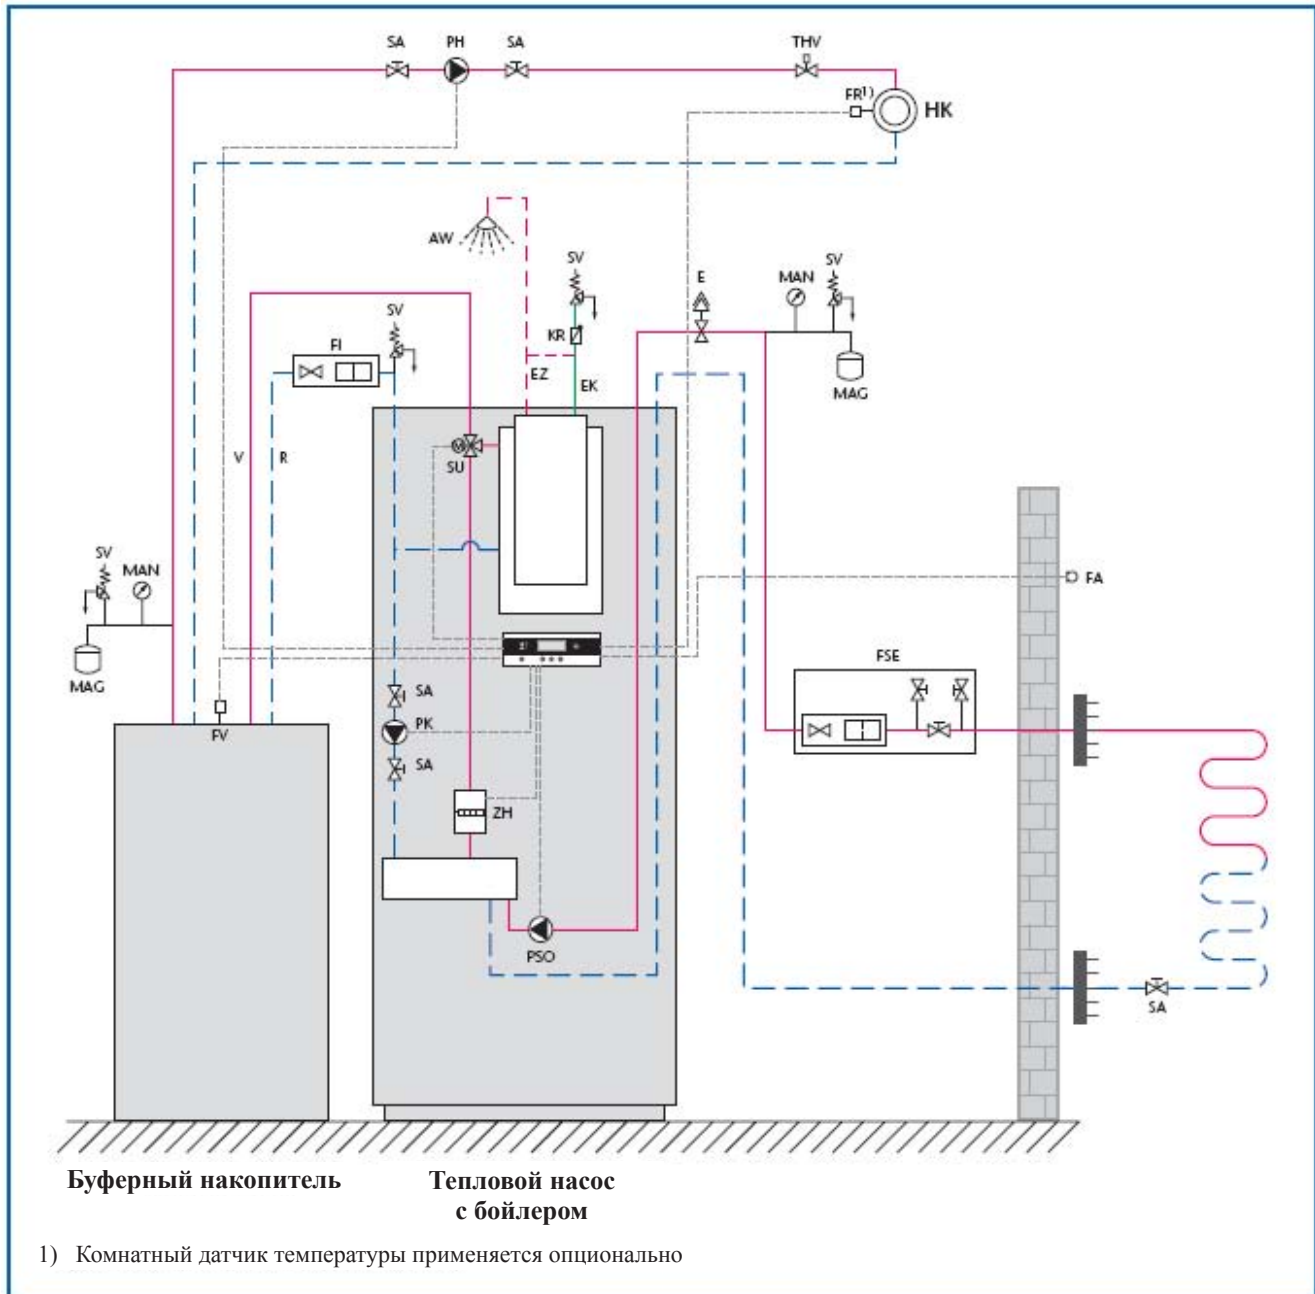 SA PH SA THV
FR1) HK
AW
SV E MAN SV
SV
FI
KR
EZ EK
MAG
V R
M
SU
SV MAN
FA
MAG
FSE
SA
FV PK
SA
ZH
PSO
SA
Буферный накопитель
Тепловой насос
с бойлером
1) Комнатный датчик температуры применяется опционально